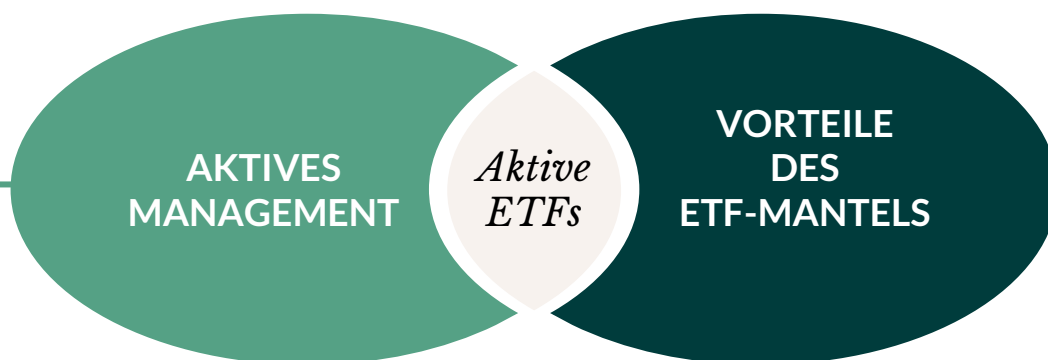 AKTIVES
MANAGEMENT
Aktive
ETFs
VORTEILE
DES
ETF-MANTELS